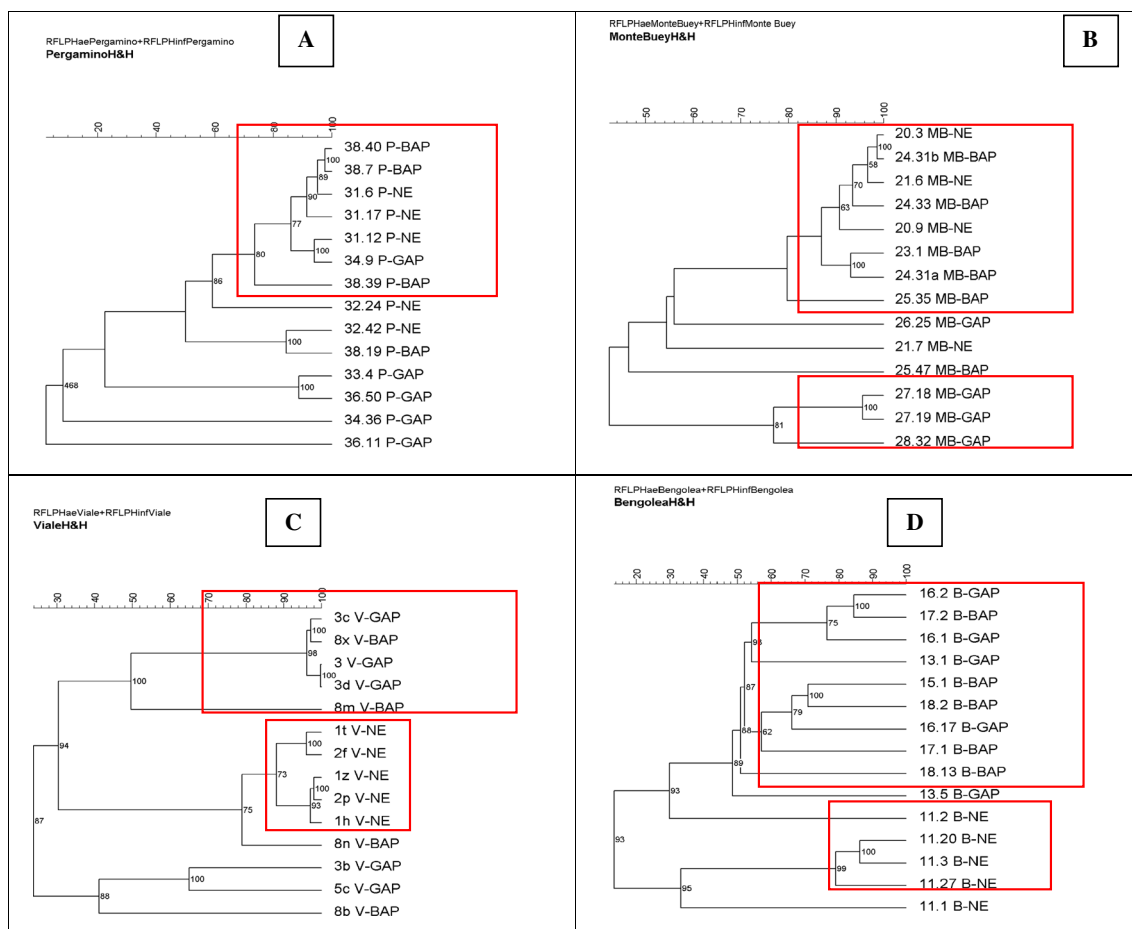 RFLPHaePergamino+RFLPHinfPergamino
PergaminoH&H
A
20
40
60
80
100
38.40 P-BAP
100
38.7 P-BAP
89
31.6 P-NE
90
31.17 P-NE
77
31.12 P-NE
100
34.9 P-GAP
80
38.39 P-BAP
86
32.24 P-NE
32.42 P-NE
100
38.19 P-BAP
33.4 P-GAP
468
100
36.50 P-GAP
34.36 P-GAP
36.11 P-GAP
RFLPHaeMonteBuey+RFLPHinfMonte Buey
MonteBueyH&H
B
50
60
70
80
90
100
20.3 MB-NE
100
24.31b MB-BAP
58
21.6 MB-NE
70
24.33 MB-BAP
63
20.9 MB-NE
23.1 MB-BAP
100
24.31a MB-BAP
25.35 MB-BAP
26.25 MB-GAP
21.7 MB-NE
25.47 MB-BAP
27.18 MB-GAP
100
27.19 MB-GAP
81
28.32 MB-GAP
RFLPHaeViale+RFLPHinfViale
VialeH&H
C
30
40
50
60
70
80
90
100
3c V-GAP
100
8x V-BAP
98
3 V-GAP
100
3d V-GAP
100
8m V-BAP
1t V-NE
94
100
2f V-NE
73
1z V-NE
100
2p V-NE
93
75
1h V-NE
87
8n V-BAP
3b V-GAP
100
5c V-GAP
88
8b V-BAP
RFLPHaeBengolea+RFLPHinfBengolea
BengoleaH&H
D
20
30
40
50
60
70
80
90
100
16.2 B-GAP
100
17.2 B-BAP
75
16.1 B-GAP
13.1 B-GAP
87
15.1 B-BAP
100
18.2 B-BAP
79
16.17 B-GAP
88
62
17.1 B-BAP
89
18.13 B-BAP
93
13.5 B-GAP
11.2 B-NE
93
11.20 B-NE
100
11.3 B-NE
99
11.27 B-NE
95
11.1 B-NE